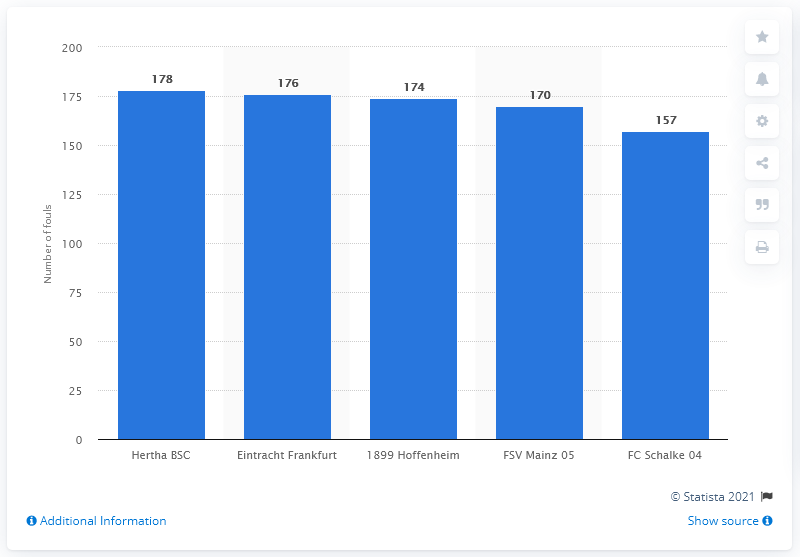 200
175
150
125
100
75
50
25
0
Number of fouls
178
176
174
170
157
Hertha BSC
Eintracht Frankfurt
1899 Hoffenheim
FSV Mainz 05
FC Schalke 04
© Statista 2021
Additional Information
Show source